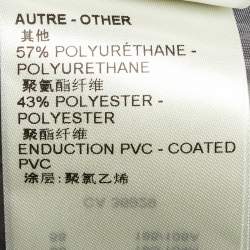 AUTRE - OTHER
其他
57% POLYURÉTHANE -
POLYURETHANE
聚氨酯纤维
43% POLYESTER -
POLYESTER
聚酯纤维
ENDUCTION PVC - COATED
PVC
涂层: 聚氯乙烯